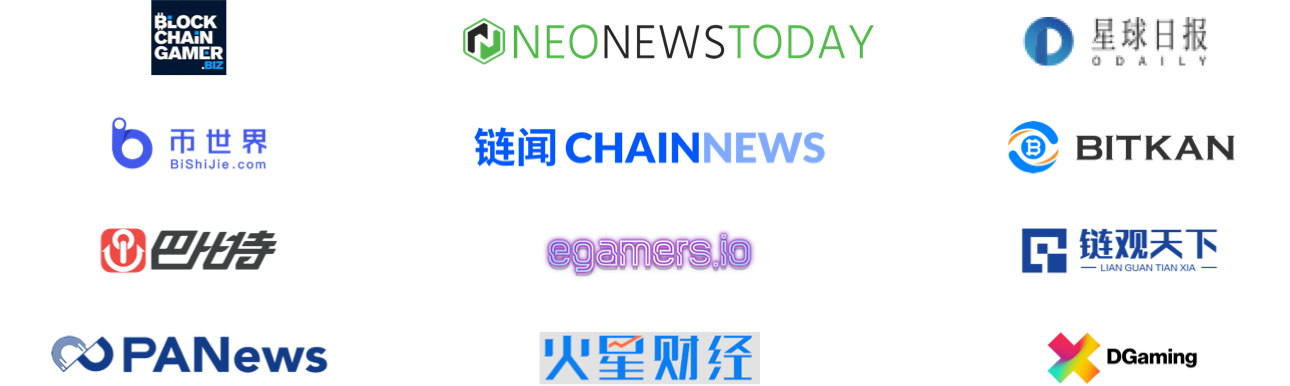 BLOCK
CHAIN
GAMER
.BIZ
NEONEWSTODAY
星球日报
ODAILY
币世界
BiShiJie.com
链闻 CHAINNEWS
BITKAN
巴比特
egamers.io
链观天下
LIAN GUAN TIAN XIA
PANews
火星财经
DGaming